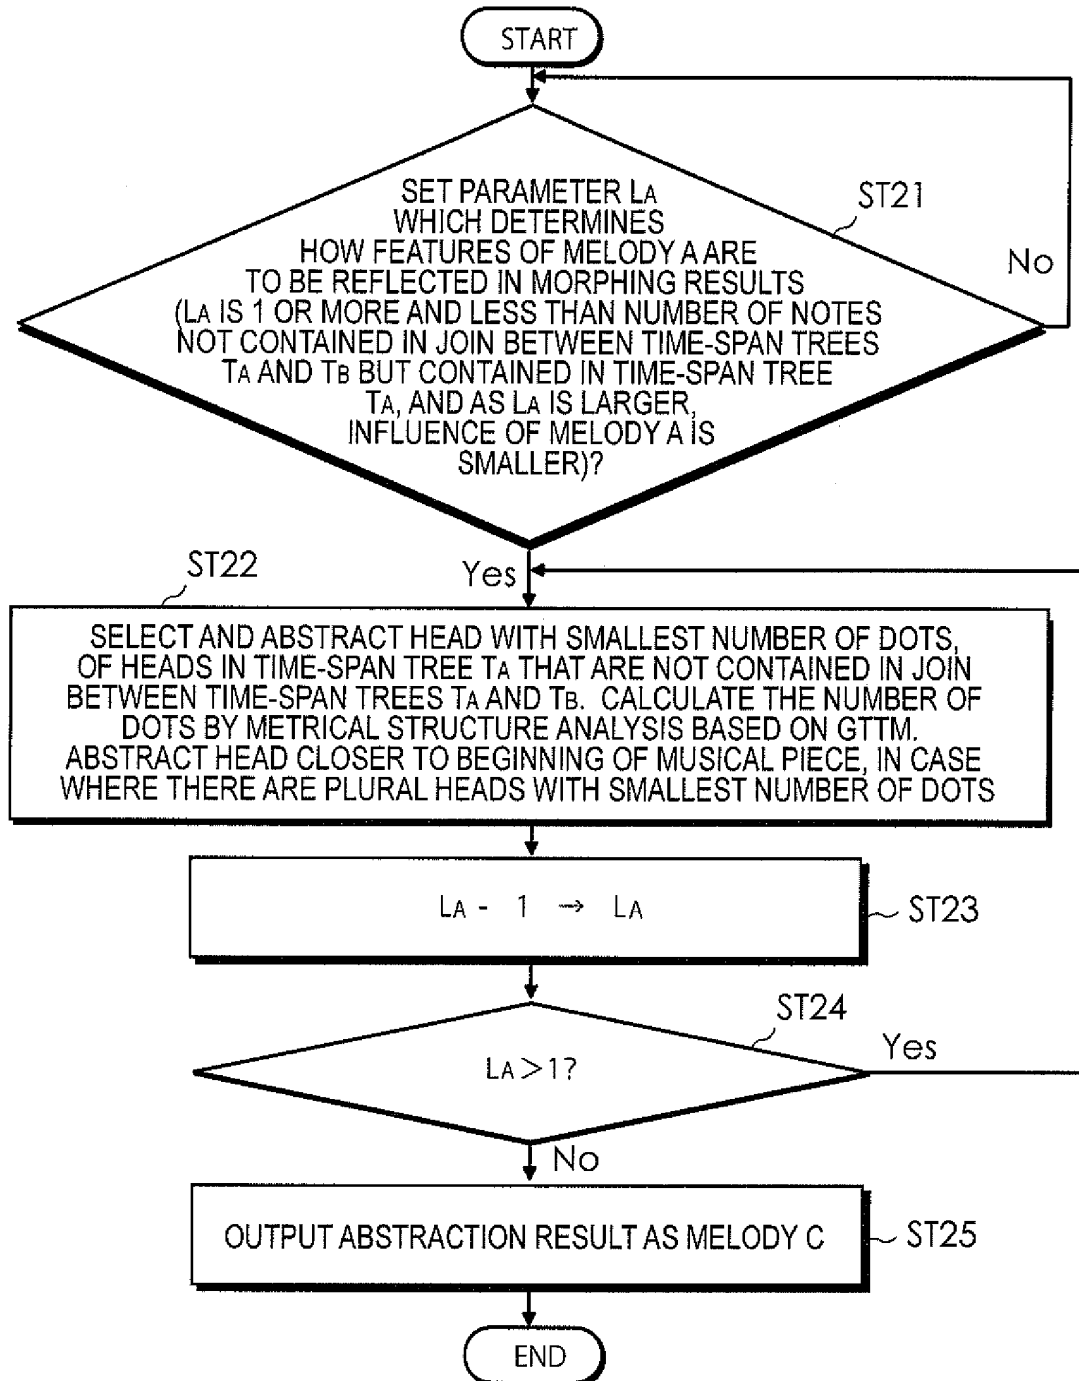 START
SET PARAMETER LA
WHICH DETERMINES
HOW FEATURES OF MELODY A ARE
TO BE REFLECTED IN MORPHING RESULTS
(LA IS 1 OR MORE AND LESS THAN NUMBER OF NOTES
NOT CONTAINED IN JOIN BETWEEN TIME-SPAN TREES
TA AND TB BUT CONTAINED IN TIME-SPAN TREE
TA, AND AS LA IS LARGER,
INFLUENCE OF MELODY A IS
SMALLER)?
ST21
No
Yes
ST22
SELECT AND ABSTRACT HEAD WITH SMALLEST NUMBER OF DOTS,
OF HEADS IN TIME-SPAN TREE TA THAT ARE NOT CONTAINED IN JOIN
BETWEEN TIME-SPAN TREES TA AND TB. CALCULATE THE NUMBER OF
DOTS BY METRICAL STRUCTURE ANALYSIS BASED ON GTTM.
ABSTRACT HEAD CLOSER TO BEGINNING OF MUSICAL PIECE, IN CASE
WHERE THERE ARE PLURAL HEADS WITH SMALLEST NUMBER OF DOTS
LA - 1 → LA
ST23
ST24
LA>1?
Yes
No
OUTPUT ABSTRACTION RESULT AS MELODY C
ST25
END